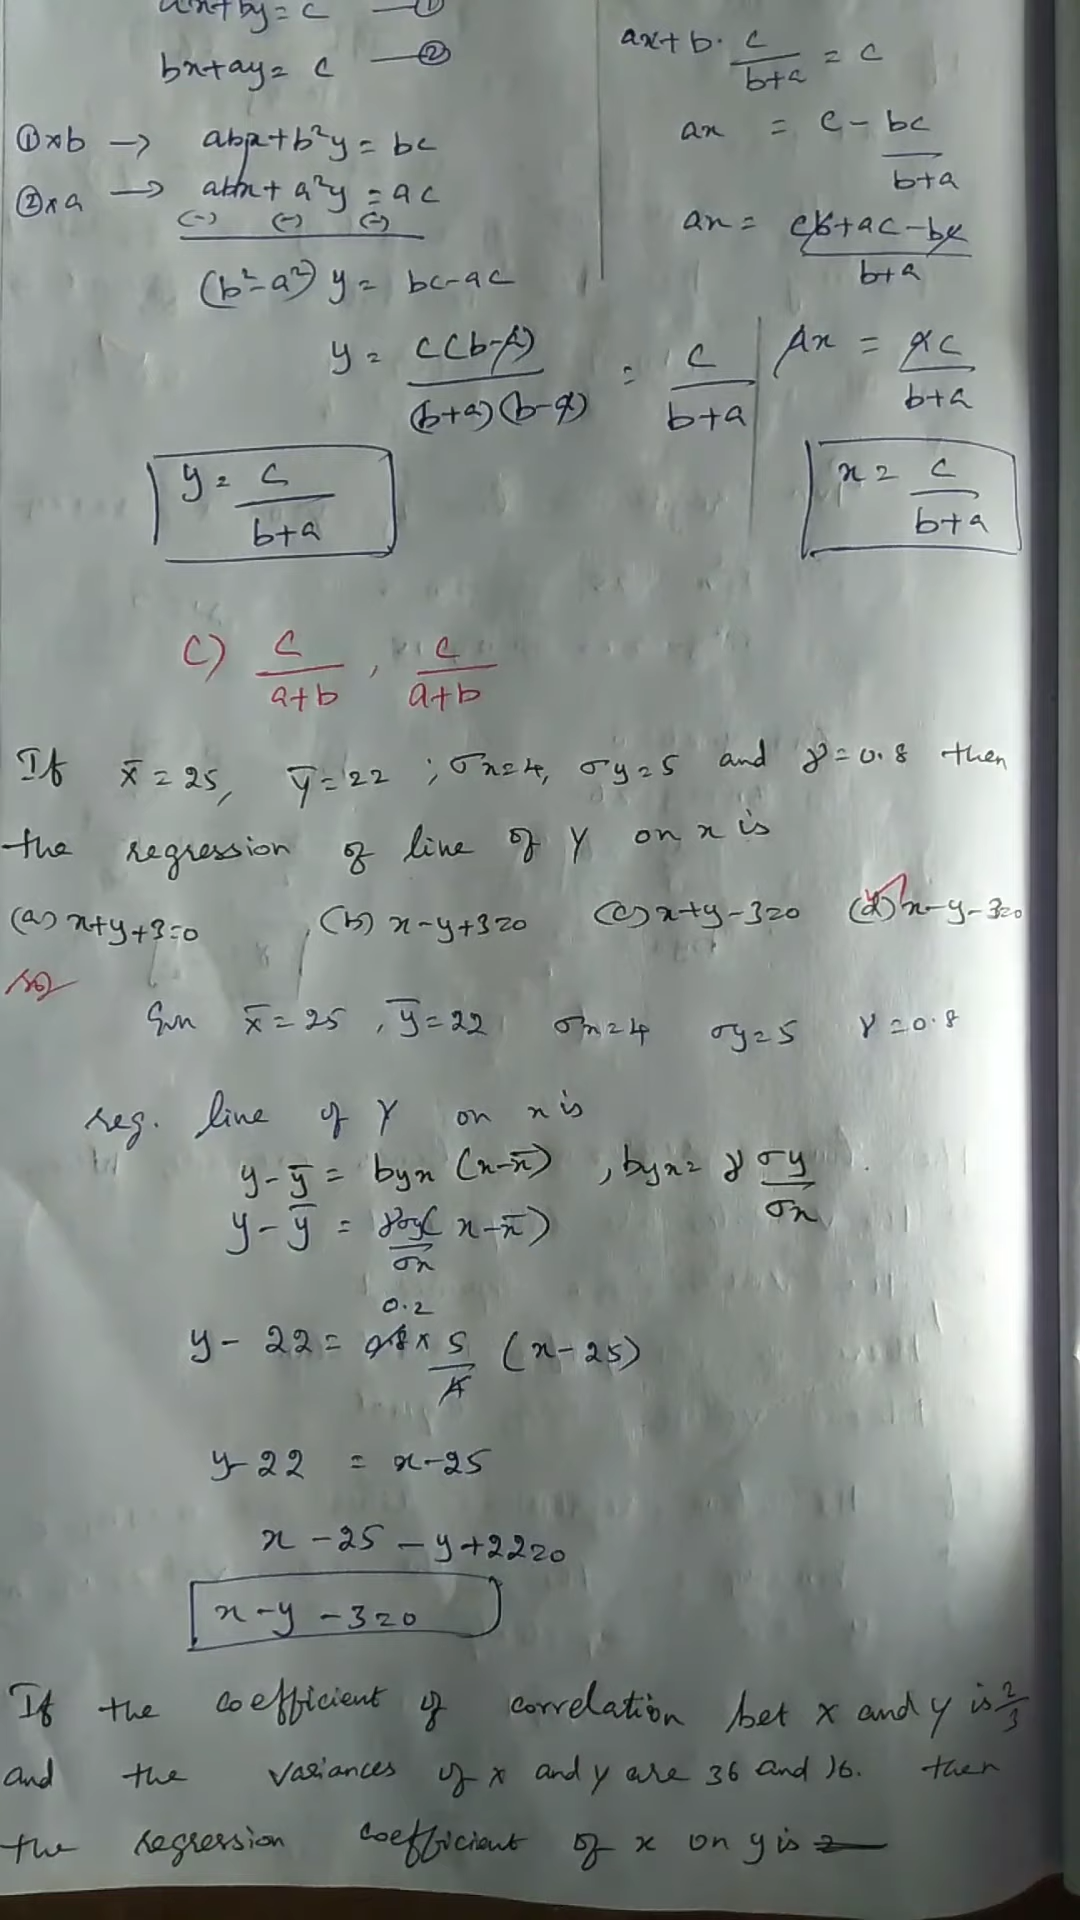 ax+by=c —①
bx+ay=c —②
①×b → abx+b²y=bc
②×a → abx+a²y=ac
(-) (-) (-)
(b²-a²) y = bc-ac
y = c(b-a)/(b+a)(b-a) = c/b+a
y = c/b+a
ax+b. c/b+a = c
ax = c - bc/b+a
ax = cb+ac-bc/b+a
ax = ac/b+a
x = c/b+a
c) c/a+b , c/a+b
If x̄=25, ȳ=22 ; σx=4, σy=5 and γ=0.8 then
the regression of line of Y on x is
(a) x+y+3=0 (b) x-y+3=0 (c) x+y-3=0 (d) x-y-3=0
Sol
x̄=25, ȳ=22 σx=4 σy=5 γ=0.8
reg. line of Y on x is
y-ȳ = byx (x-x̄) , byx = γ σy/σx
y-ȳ = γσy/σx (x-x̄)
0.2
y-22 = 0.8 × 5/4 (x-25)
y-22 = x-25
x-25-y+22=0
x-y-3=0
If the coefficient of correlation bet x and y is 2/3
and the variances of x and y are 36 and 16. then
the regression coefficient of x on y is